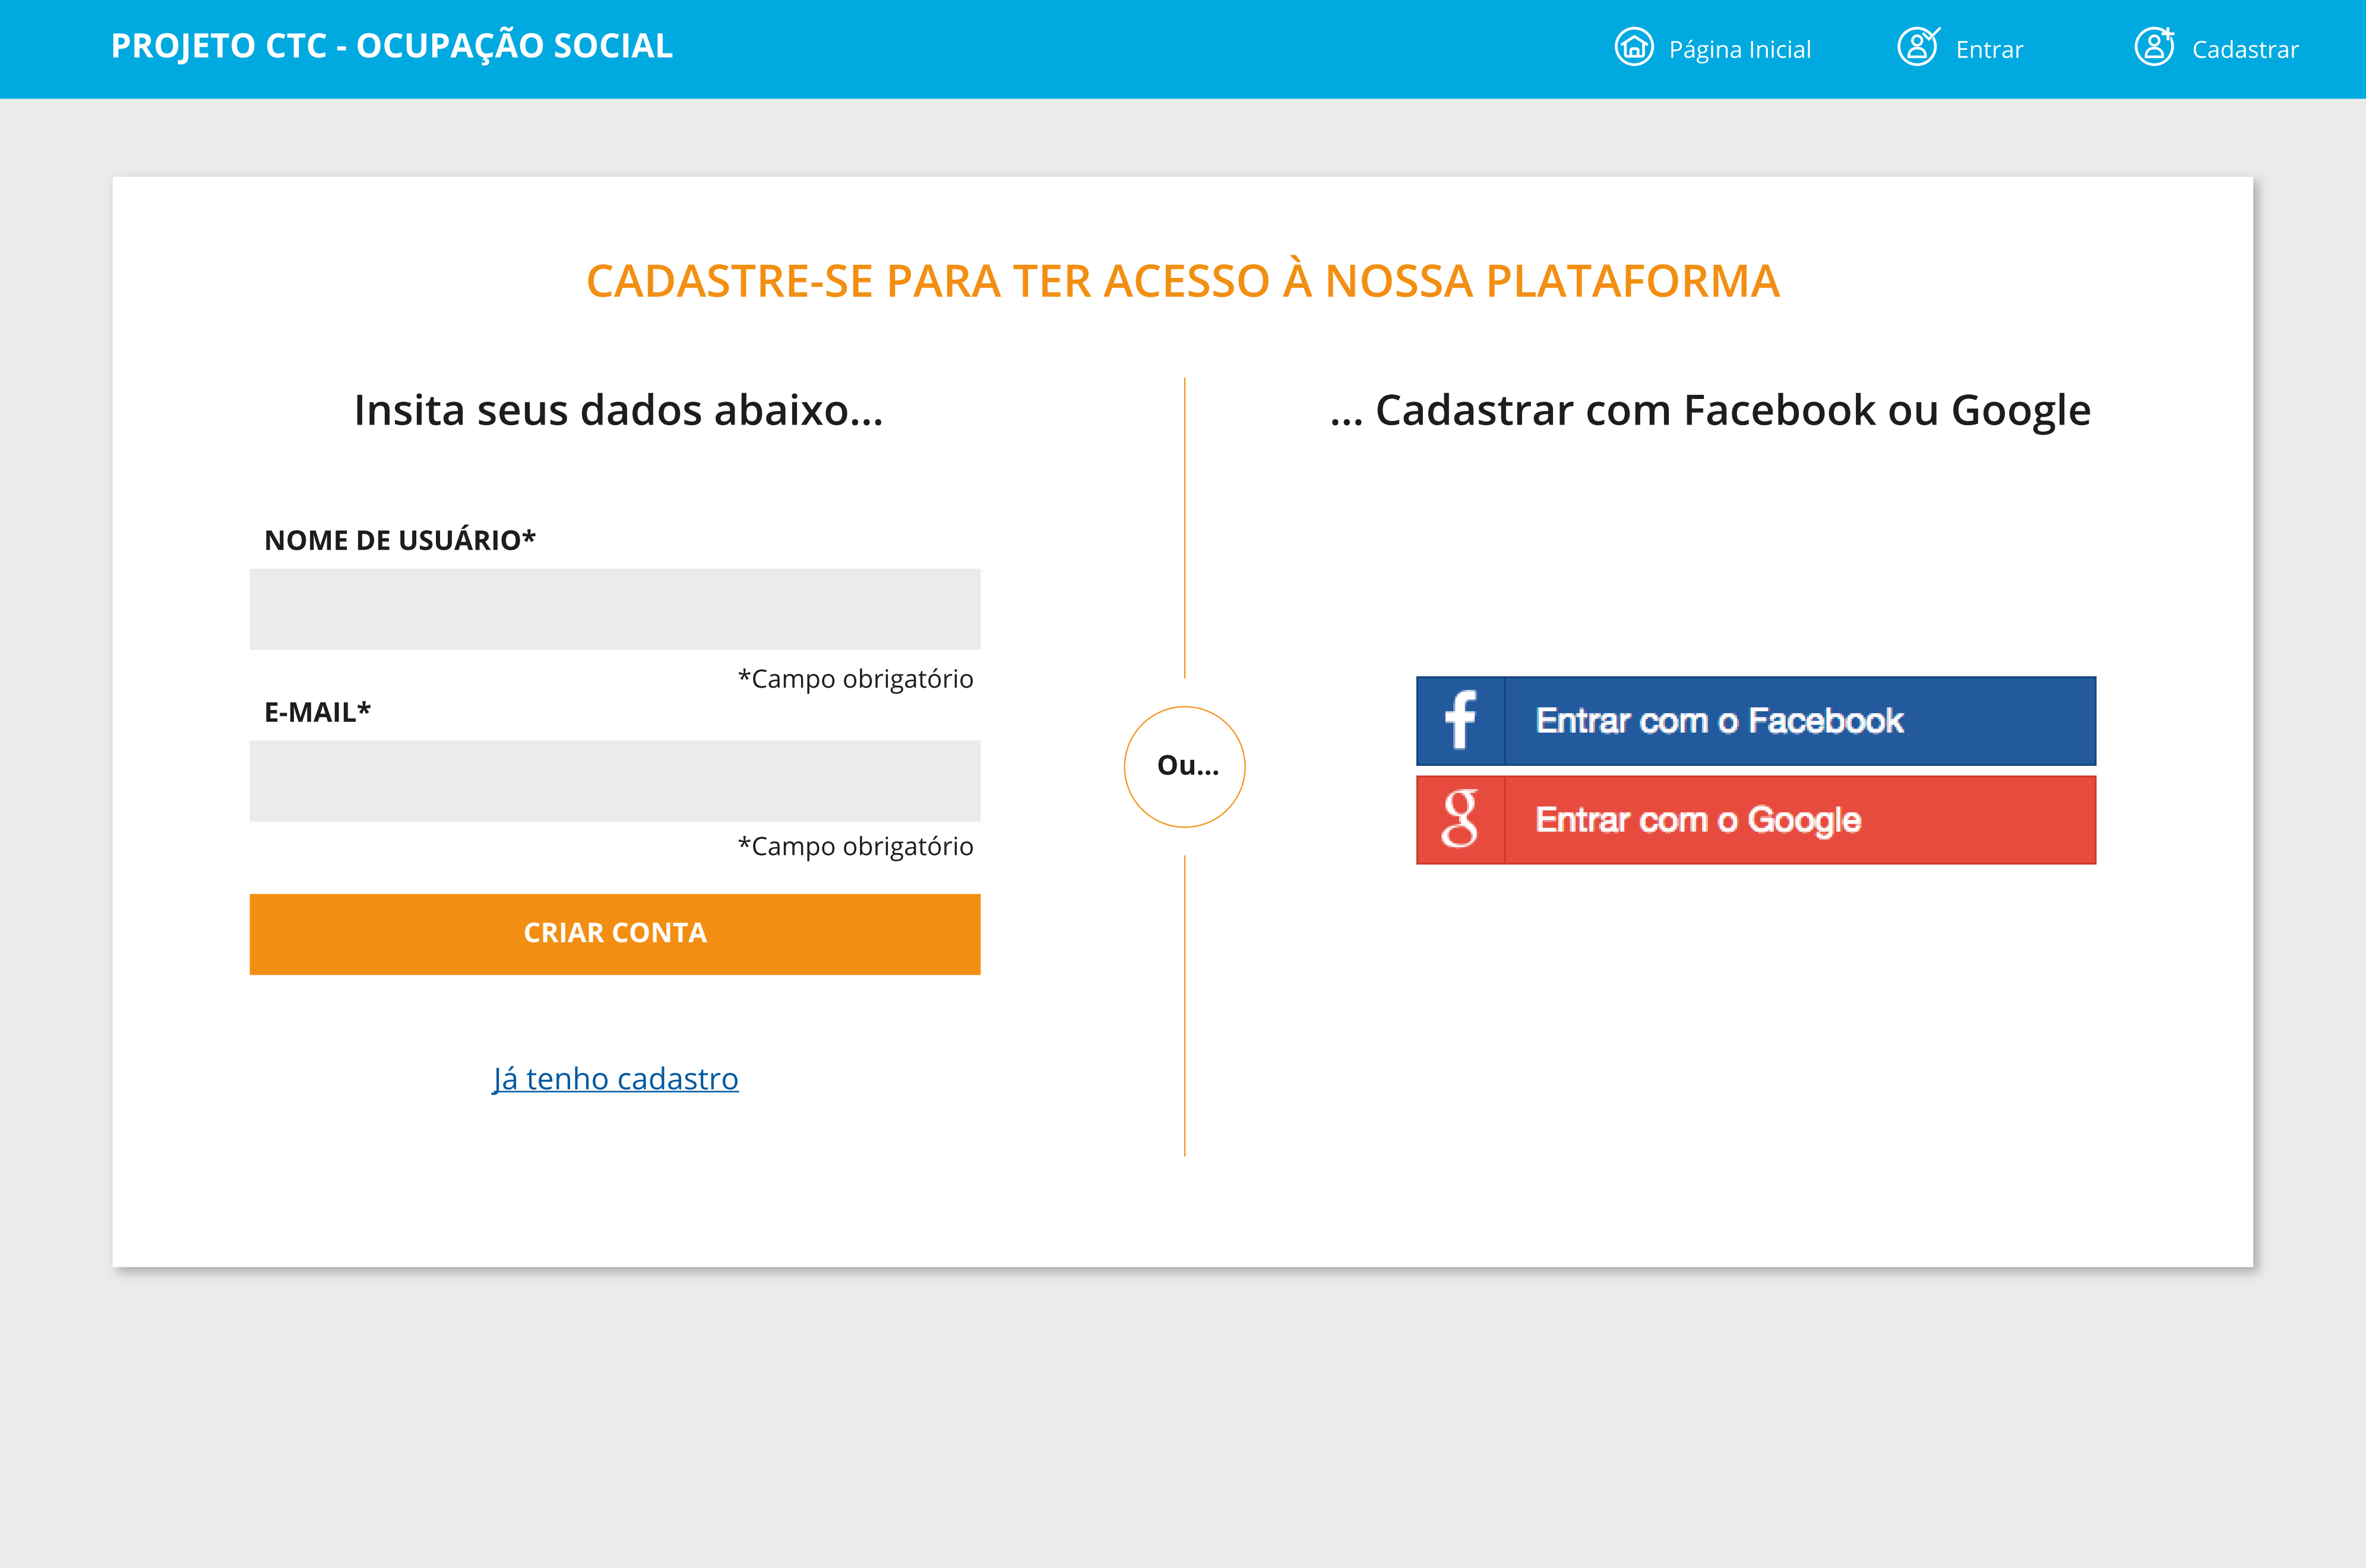 PROJETO CTC - OCUPAÇÃO SOCIAL
Página Inicial
Entrar
Cadastrar
CADASTRE-SE PARA TER ACESSO À NOSSA PLATAFORMA
Insita seus dados abaixo...
NOME DE USUÁRIO*
*Campo obrigatório
E-MAIL*
*Campo obrigatório
CRIAR CONTA
Já tenho cadastro
Ou...
... Cadastrar com Facebook ou Google
f Entrar com o Facebook
g Entrar com o Google